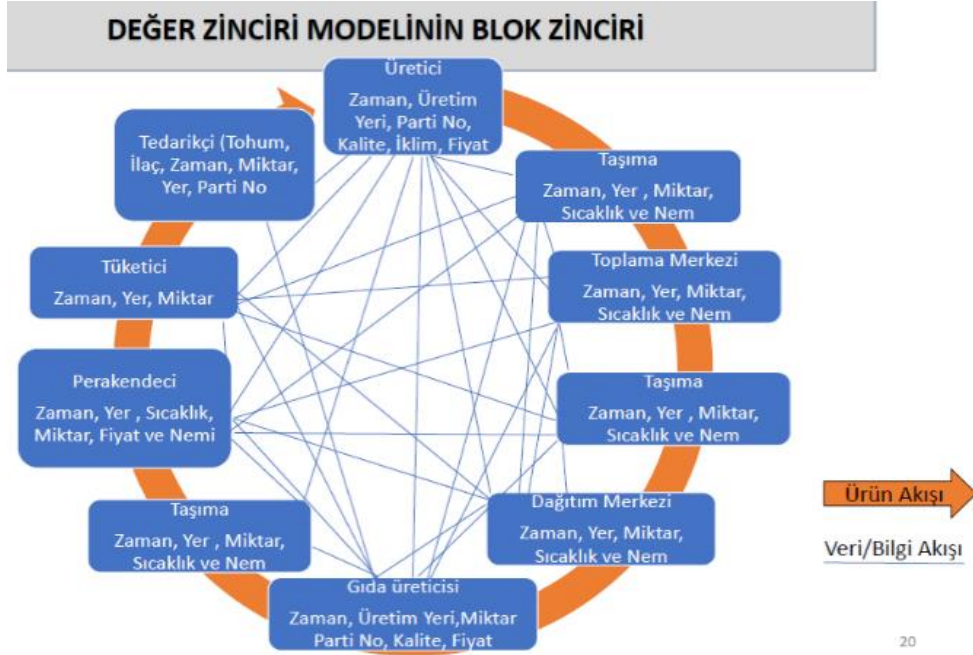 DEĞER ZİNCİRİ MODELİNİN BLOK ZİNCİRİ
Üretici
Zaman, Üretim
Yeri, Parti No,
Kalite, İklim, Fiyat
Taşıma
Zaman, Yer , Miktar,
Sıcaklık ve Nem
Toplama Merkezi
Zaman, Yer, Miktar,
Sıcaklık ve Nem
Taşıma
Zaman, Yer , Miktar,
Sıcaklık ve Nem
Dağıtım Merkezi
Zaman, Yer, Miktar,
Sıcaklık ve Nem
Gıda üreticisi
Zaman, Üretim Yeri,Miktar
Parti No, Kalite, Fiyat
Taşıma
Zaman, Yer , Miktar,
Sıcaklık ve Nem
Perakendeci
Zaman, Yer , Sıcaklık,
Miktar, Fiyat ve Nemi
Tüketici
Zaman, Yer, Miktar
Tedarikçi (Tohum,
İlaç, Zaman, Miktar,
Yer, Parti No
Ürün Akışı
Veri/Bilgi Akışı
20